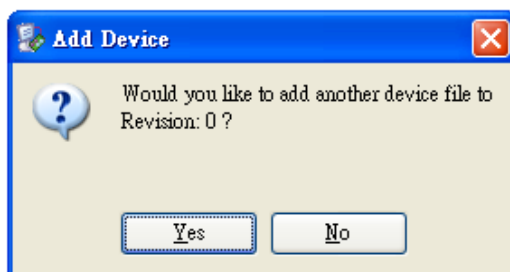 Add Device
Would you like to add another device file to
Revision: 0 ?
Yes
No